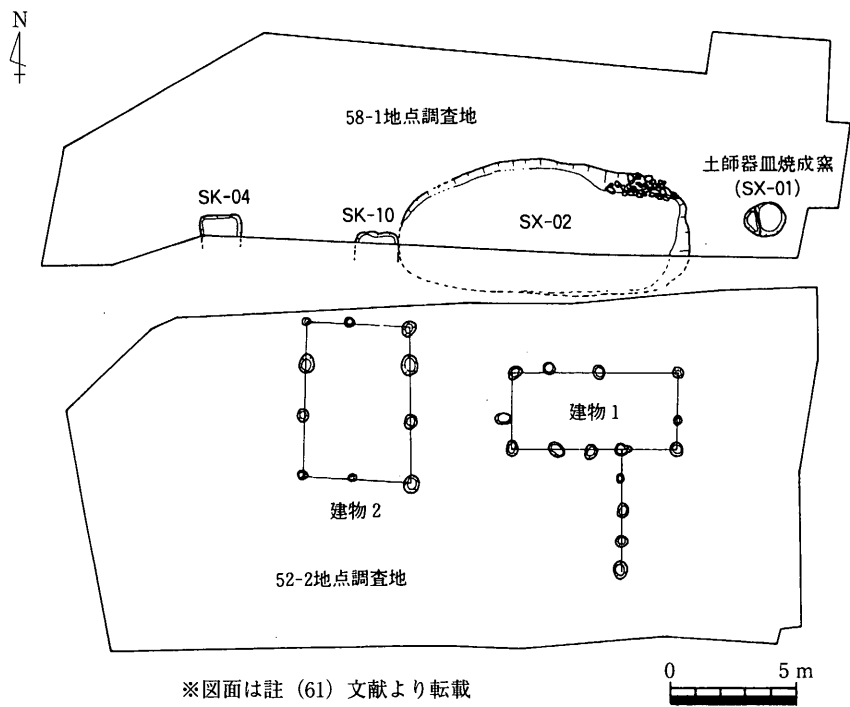 N
58-1地点調査地
土師器皿焼成窯
(SX-01)
SK-04
SK-10
SX-02
建物1
建物2
52-2地点調査地
0 5 m
※図面は註(61)文献より転載